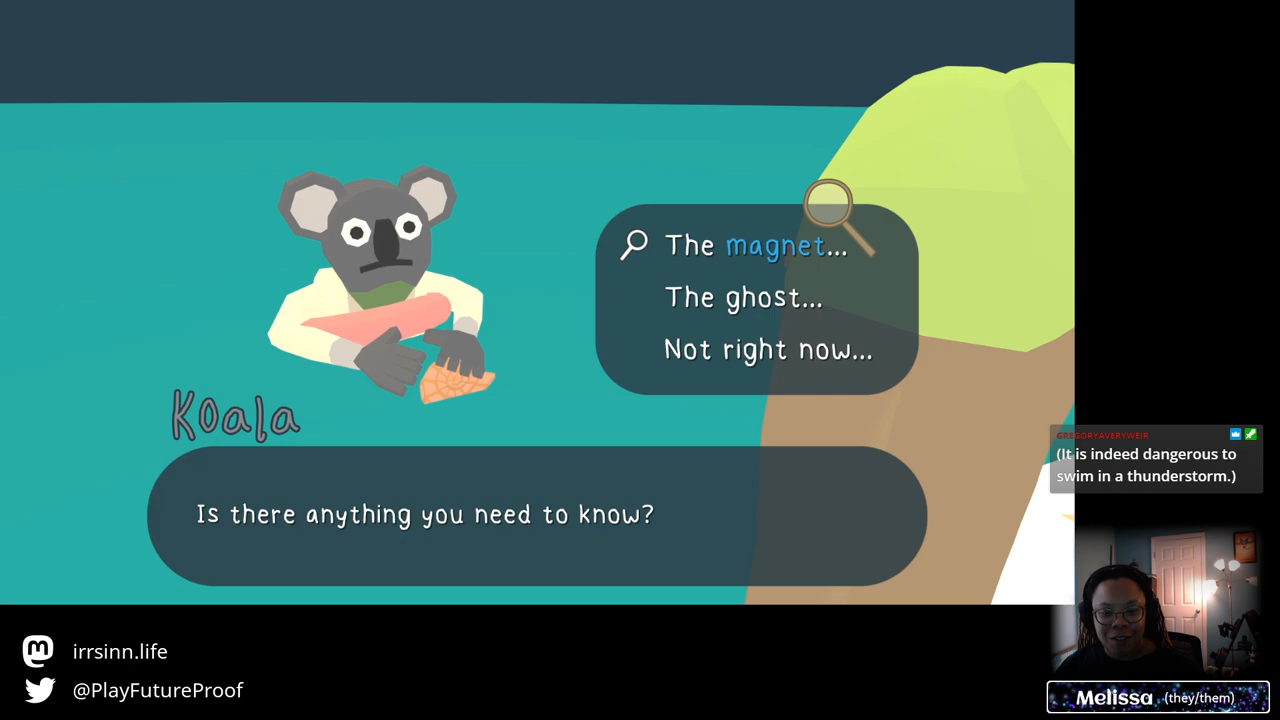 The magnet...
The ghost...
Not right now...
Koala
Is there anything you need to know?
GREGORYAVERYWEIR
(It is indeed dangerous to
swim in a thunderstorm.)
irrsinn.life
@PlayFutureProof
Melissa (they/them)